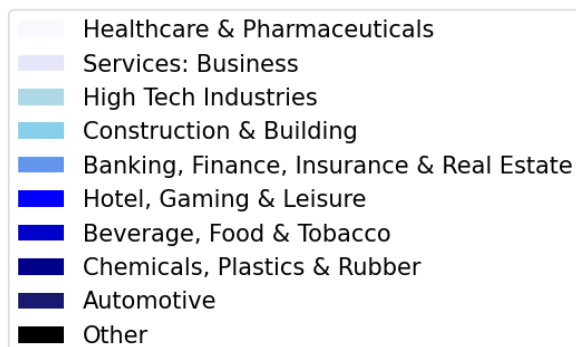 Healthcare & Pharmaceuticals
Services: Business
High Tech Industries
Construction & Building
Banking, Finance, Insurance & Real Estate
Hotel, Gaming & Leisure
Beverage, Food & Tobacco
Chemicals, Plastics & Rubber
Automotive
Other